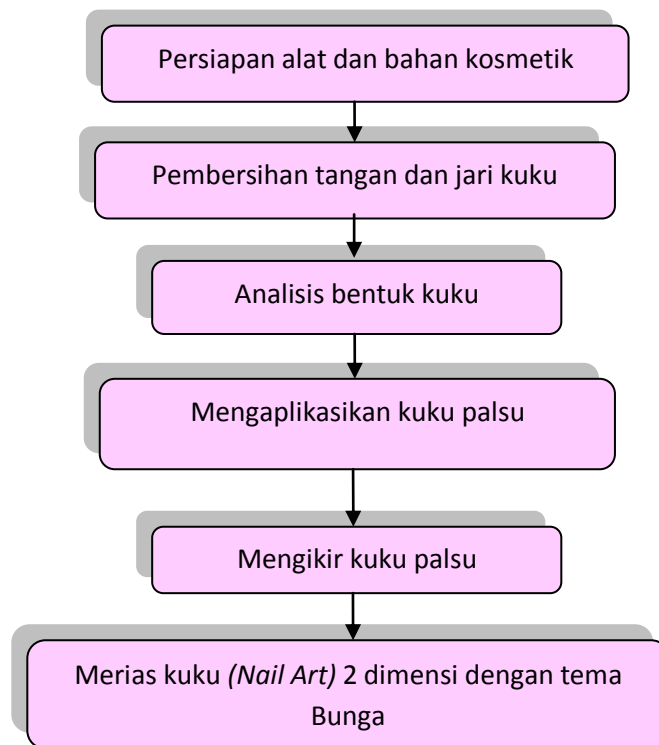 Persiapan alat dan bahan kosmetik
Pembersihan tangan dan jari kuku
Analisis bentuk kuku
Mengaplikasikan kuku palsu
Mengikir kuku palsu
Merias kuku (Nail Art) 2 dimensi dengan tema
Bunga